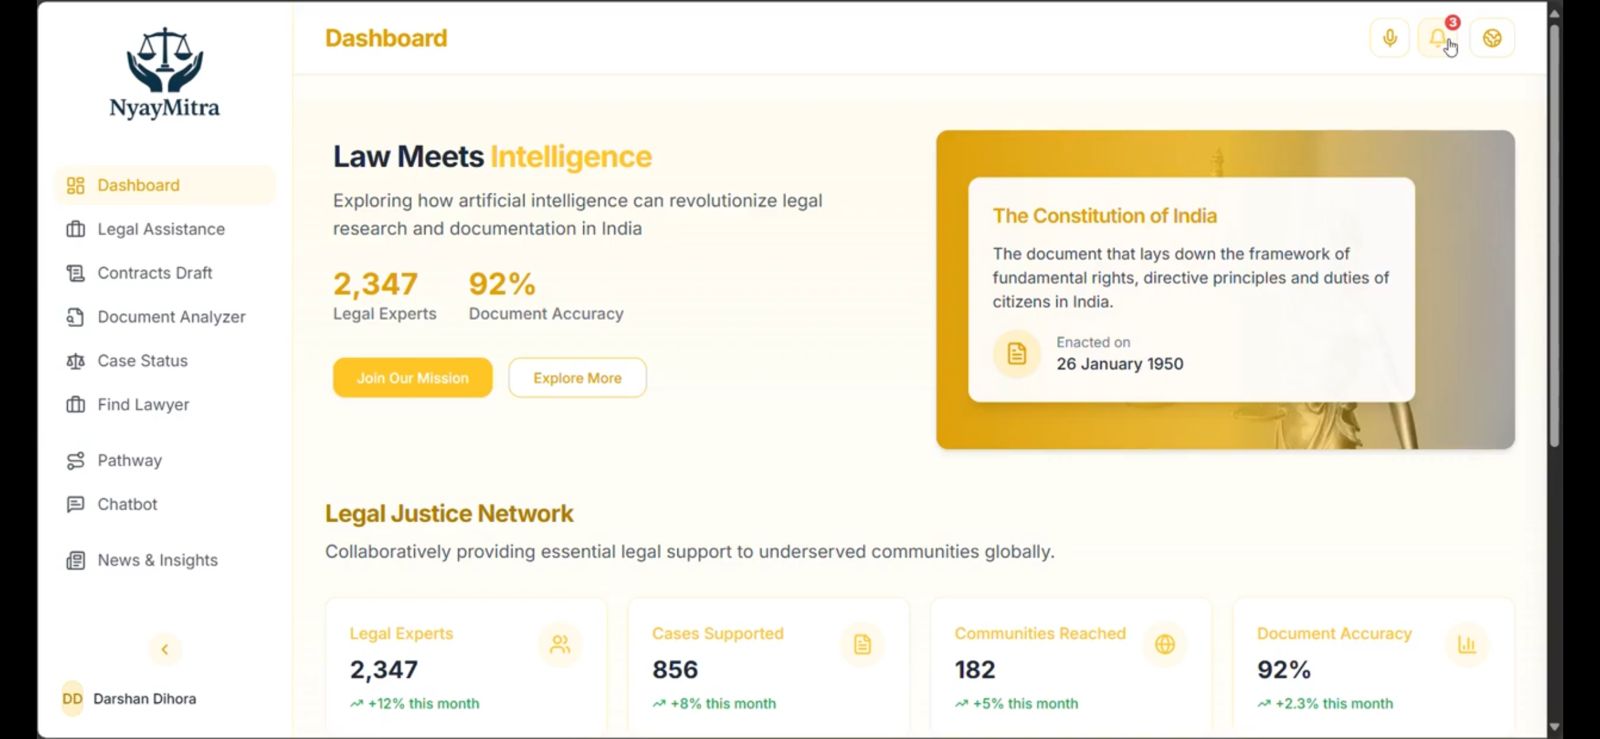 NyayMitra
Dashboard
Legal Assistance
Contracts Draft
Document Analyzer
Case Status
Find Lawyer
Pathway
Chatbot
News & Insights
DD Darshan Dihora
Dashboard
3
Law Meets Intelligence
Exploring how artificial intelligence can revolutionize legal
research and documentation in India
2,347 92%
Legal Experts Document Accuracy
Join Our Mission Explore More
The Constitution of India
The document that lays down the framework of
fundamental rights, directive principles and duties of
citizens in India.
Enacted on
26 January 1950
Legal Justice Network
Collaboratively providing essential legal support to underserved communities globally.
Legal Experts
2,347
+12% this month
Cases Supported
856
+8% this month
Communities Reached
182
+5% this month
Document Accuracy
92%
+2.3% this month